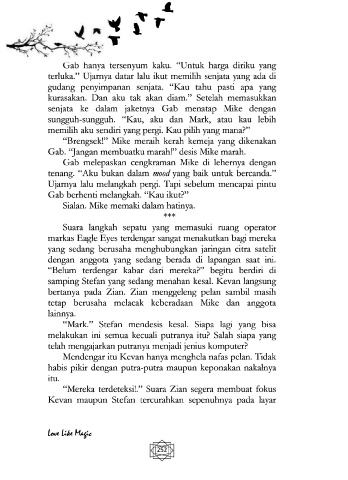 Gab hanya tersenyum kaku. “Untuk harga diriku yang
terluka.” Ujarnya datar lalu ikut memilih senjata yang ada di
gudang penyimpanan senjata. “Kau tahu pasti apa yang
kurasakan. Dan aku tak akan diam.” Setelah memasukkan
senjata ke dalam jaketnya Gab menatap Mike dengan
sungguh-sungguh. “Kau, aku dan Mark, atau kau lebih
memilih aku sendiri yang pergi. Kau pilih yang mana?”
“Brengsek!” Mike meraih kerah kemeja yang dikenakan
Gab. “Jangan membuatku marah!” desis Mike marah.
Gab melepaskan cengkraman Mike di lehernya dengan
tenang. “Aku bukan dalam mood yang baik untuk bercanda.”
Ujarnya lalu melangkah pergi. Tapi sebelum mencapai pintu
Gab berhenti melangkah. “Kau ikut?”
Sialan. Mike memaki dalam hatinya.
***
Suara langkah sepatu yang memasuki ruang operator
markas Eagle Eyes terdengar sangat menakutkan bagi mereka
yang sedang berusaha menghubungkan jaringan citra satelit
dengan anggota yang sedang berada di lapangan saat ini.
“Belum terdengar kabar dari mereka?” begitu berdiri di
samping Stefan yang sedang menahan kesal. Kevan langsung
bertanya pada Zian. Zian menggeleng pelan sambil masih
tetap berusaha melacak keberadaan Mike dan anggota
lainnya.
“Mark.” Stefan mendesis kesal. Siapa lagi yang bisa
melakukan ini semua kecuali putranya itu? Salah siapa yang
telah mengajarkan putranya menjadi jenius komputer?
Mendengar itu Kevan hanya menghela nafas pelan. Tidak
habis pikir dengan putra-putra maupun keponakan nakalnya
itu.
“Mereka terdeteksi!.” Suara Zian segera membuat fokus
Kevan maupun Stefan tercurahkan sepenuhnya pada layar
Love Like Magic
252